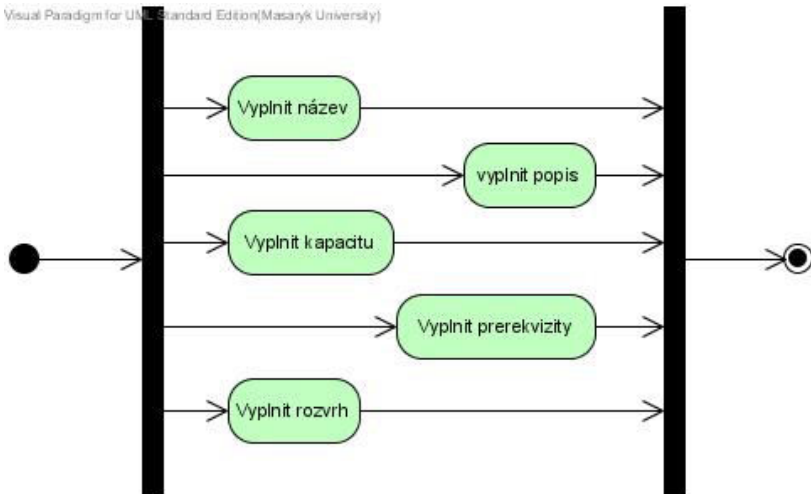 Visual Paradigm for UML Standard Edition(Masaryk University)
Vyplnit název
vyplnit popis
Vyplnit kapacitu
Vyplnit prerekvizity
Vyplnit rozvrh